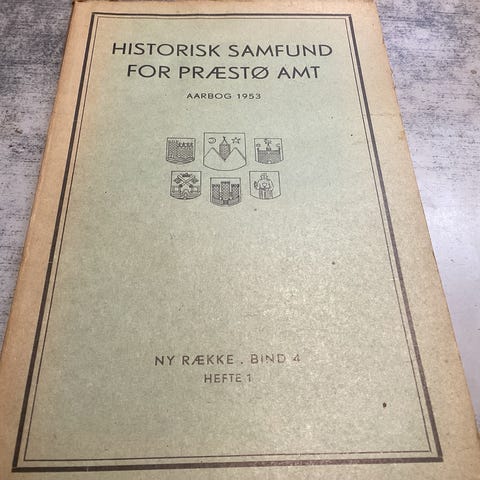 HISTORISK SAMFUND
FOR PRÆSTØ AMT
AARBOG 1953
NY RÆKKE . BIND 4
HEFTE 1